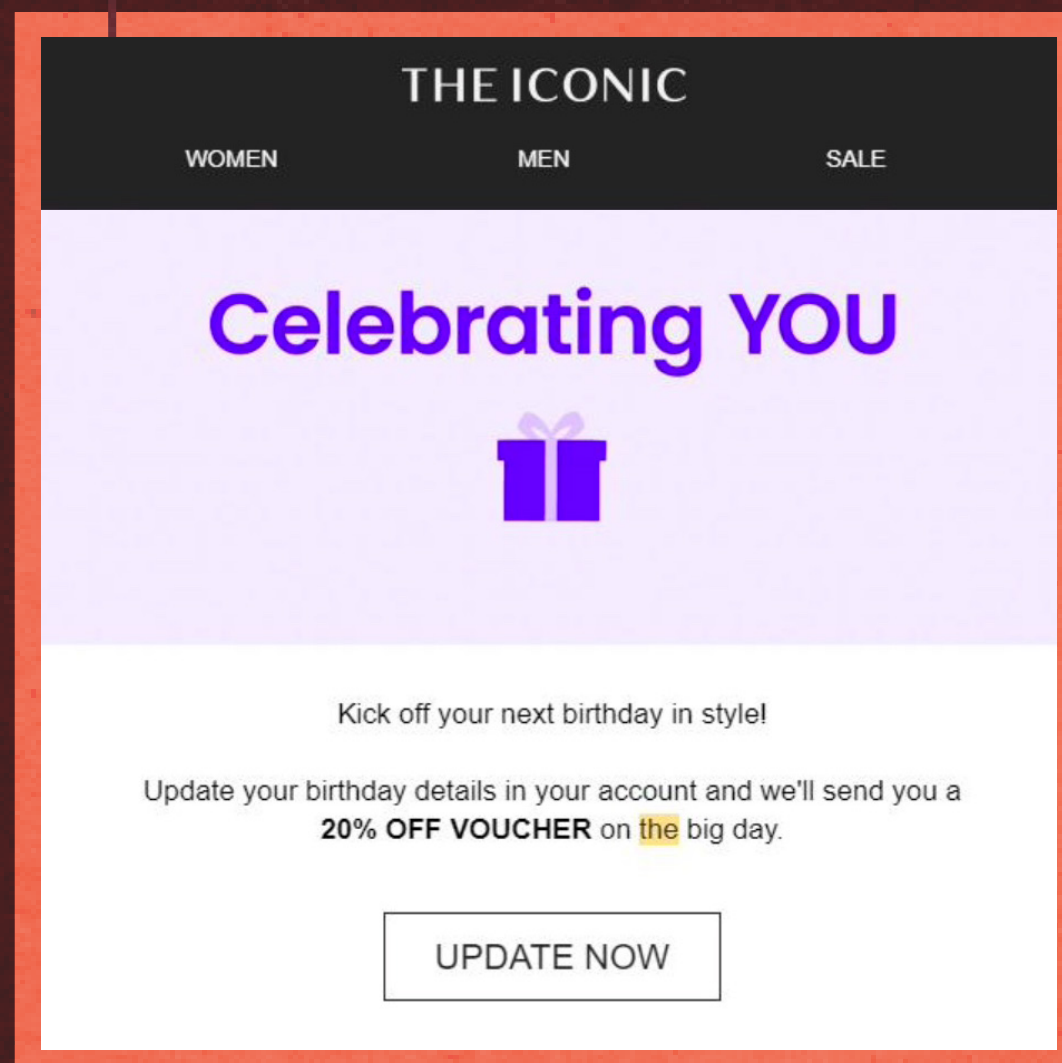 THE ICONIC
WOMEN MEN SALE
Celebrating YOU
Kick off your next birthday in style!
Update your birthday details in your account and we'll send you a
20% OFF VOUCHER on the big day.
UPDATE NOW